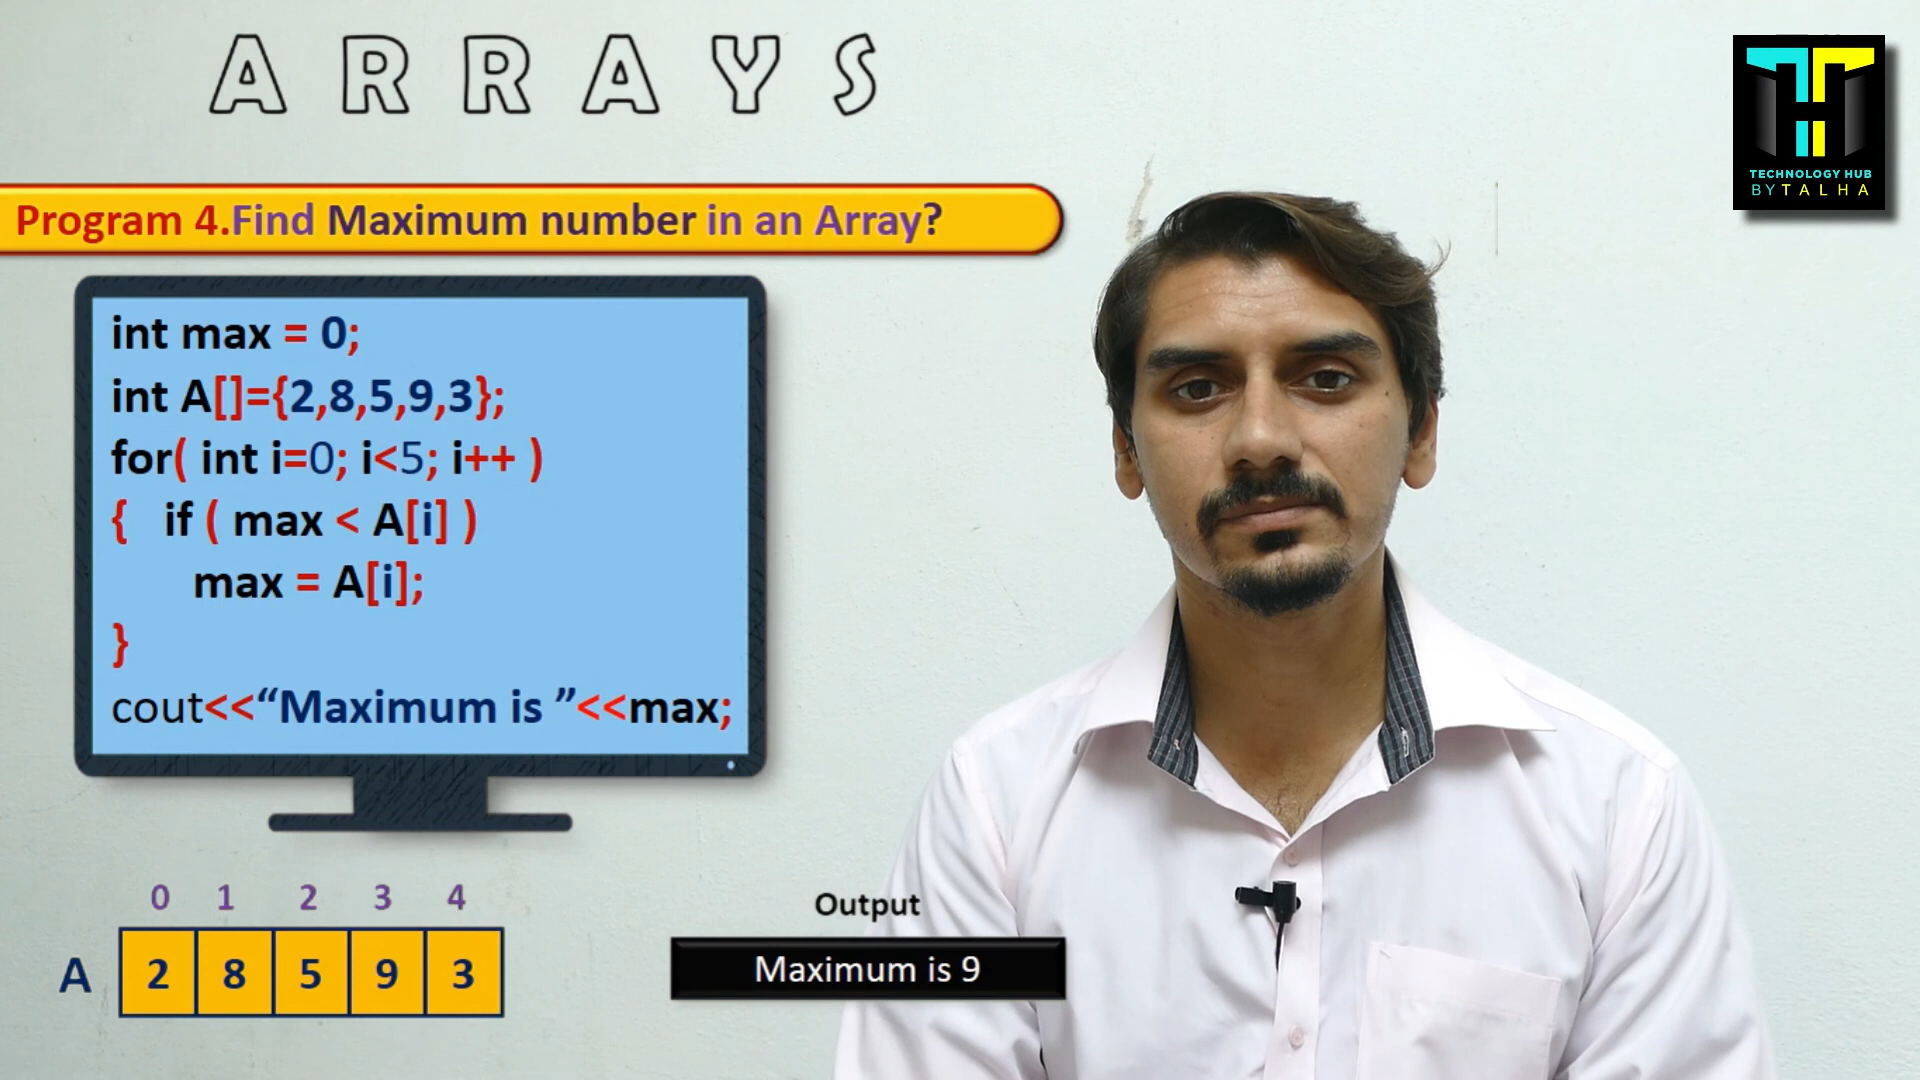 A R R A Y S
TECHNOLOGY HUB
BY TALHA
Program 4.Find Maximum number in an Array?
int max = 0;
int A[]={2,8,5,9,3};
for( int i=0; i<5; i++ )
{ if ( max < A[i] )
max = A[i];
}
cout<<“Maximum is ”<<max;
0 1 2 3 4
A 2 8 5 9 3
Output
Maximum is 9